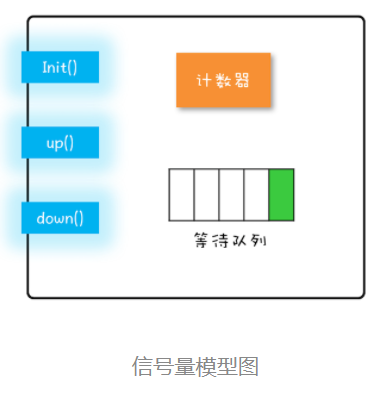 Init()
计数器
up()
down()
等待队列
信号量模型图